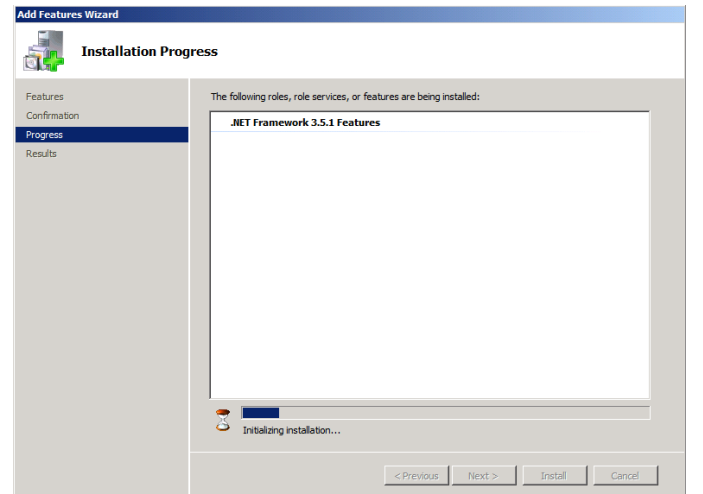 Add Features Wizard
Installation Progress
Features
Confirmation
Progress
Results
The following roles, role services, or features are being installed:
.NET Framework 3.5.1 Features
Initializing installation...
< Previous
Next >
Install
Cancel